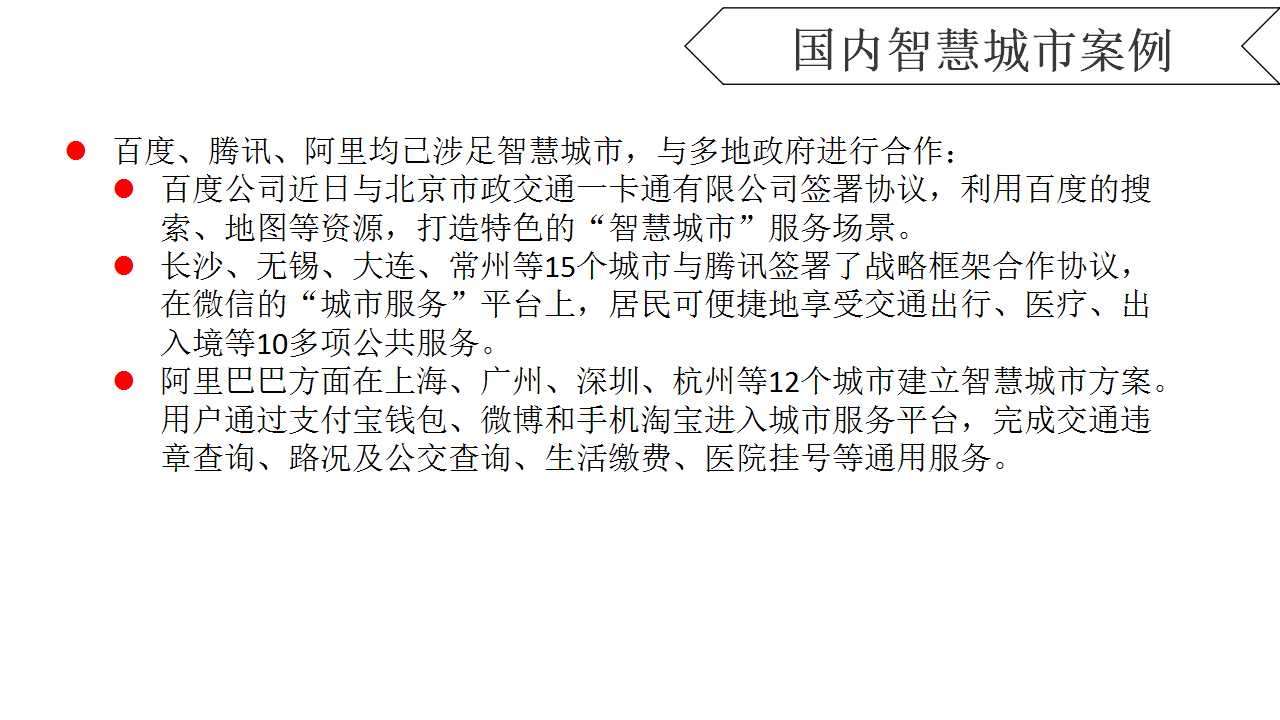 国内智慧城市案例
百度、腾讯、阿里均已涉足智慧城市，与多地政府进行合作：
百度公司近日与北京市政交通一卡通有限公司签署协议，利用百度的搜
索、地图等资源，打造特色的“智慧城市”服务场景。
长沙、无锡、大连、常州等15个城市与腾讯签署了战略框架合作协议，
在微信的“城市服务”平台上，居民可便捷地享受交通出行、医疗、出
入境等10多项公共服务。
阿里巴巴方面在上海、广州、深圳、杭州等12个城市建立智慧城市方案。
用户通过支付宝钱包、微博和手机淘宝进入城市服务平台，完成交通违
章查询、路况及公交查询、生活缴费、医院挂号等通用服务。